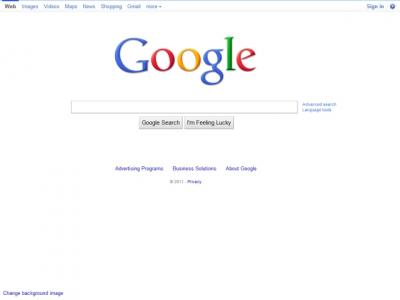 Web Images Videos Maps News Shopping Gmail more Sign in
Google
Advanced search
Language tools
Google Search I'm Feeling Lucky
Advertising Programs Business Solutions About Google
© 2011 - Privacy
Change background image